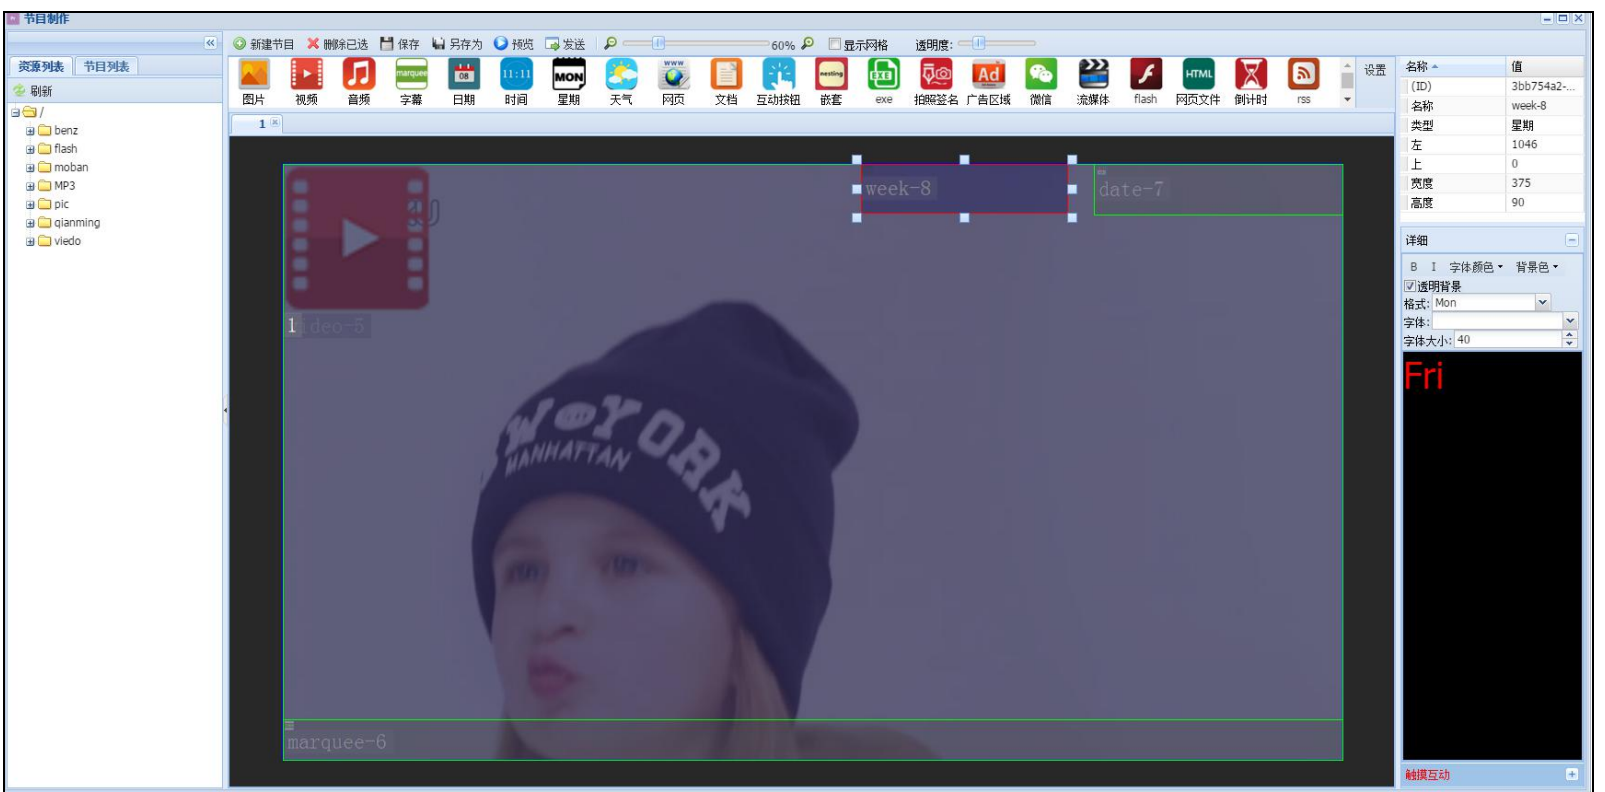 节目制作
新建节目 删除已选 保存 另存为 预览 发送 60% 显示网格 透明度:
资源列表 节目列表
刷新
/
benz
flash
moban
MP3
pic
qianming
viedo
marquee 08 11:11 MON WWW nesting EXE Ad HTML
图片 视频 音频 字幕 日期 时间 星期 天气 网页 文档 互动按钮 嵌套 exe 拍照签名 广告区域 微信 流媒体 flash 网页文件 倒计时 rss
设置
1
week-8
date-7
video-5
1
W YORK
MANHATTAN
marquee-6
名称 值
(ID) 3bb754a2-...
名称 week-8
类型 星期
左 1046
上 0
宽度 375
高度 90
详细
B I 字体颜色 背景色
透明背景
格式: Mon
字体:
字体大小: 40
Fri
触摸互动